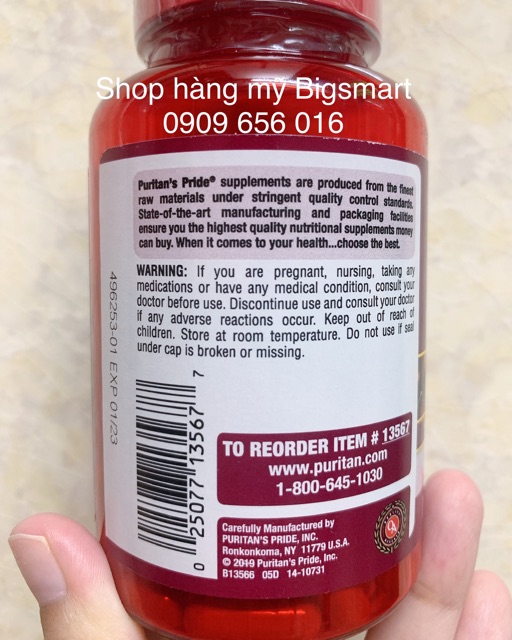 Shop hàng mỹ Bigsmart
0909 656 016
Puritan's Pride® supplements are produced from the finest
raw materials under stringent quality control standards.
State-of-the-art manufacturing and packaging facilities
ensure you the highest quality nutritional supplements money
can buy. When it comes to your health...choose the best.
WARNING: If you are pregnant, nursing, taking any
medications or have any medical condition, consult your
doctor before use. Discontinue use and consult your doctor
if any adverse reactions occur. Keep out of reach of
children. Store at room temperature. Do not use if seal
under cap is broken or missing.
496253-01 EXP 01/23
0 25077 13567 7
TO REORDER ITEM # 13567
www.puritan.com
1-800-645-1030
Carefully Manufactured by
PURITAN'S PRIDE, INC.
Ronkonkoma, NY 11779 U.S.A.
© 2019 Puritan's Pride, Inc.
B13566 05D 14-10731